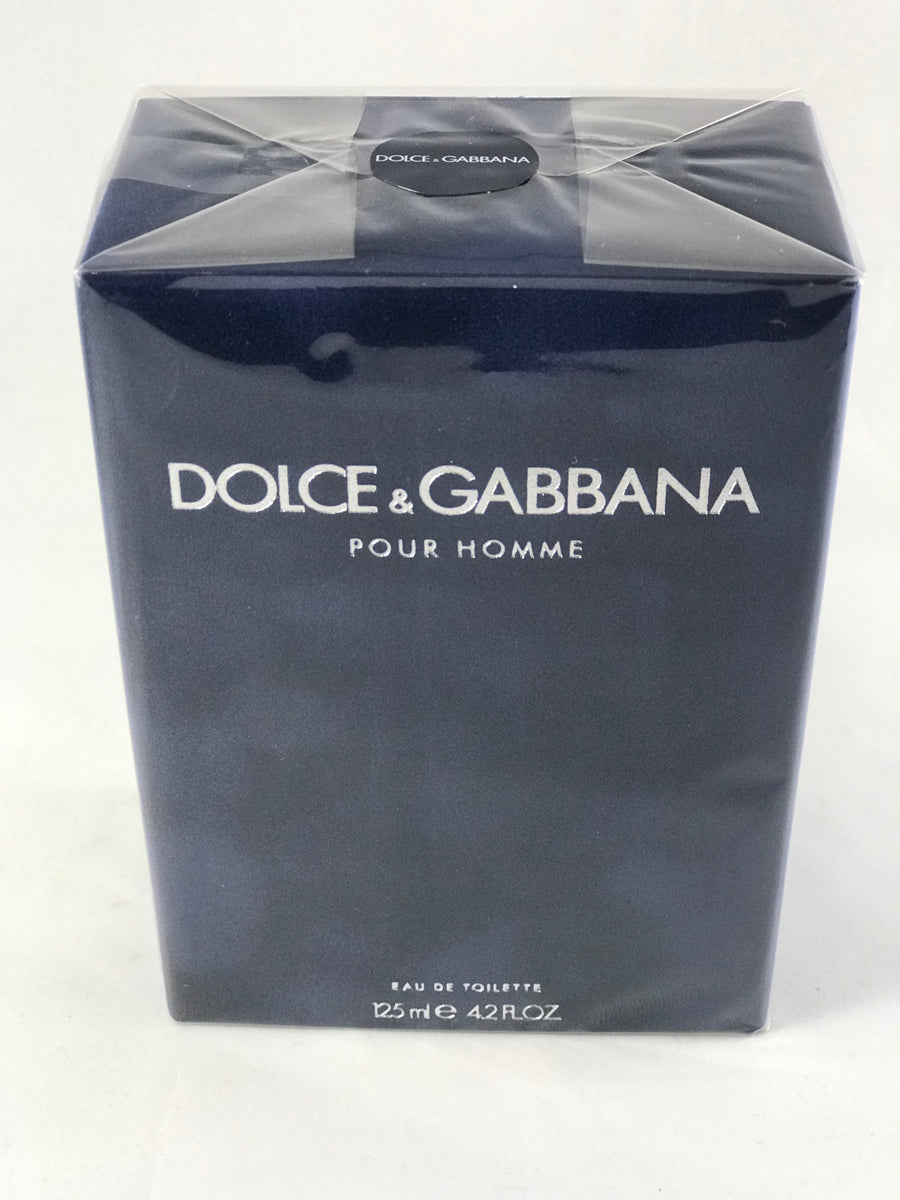 DOLCE & GABBANA
DOLCE & GABBANA
POUR HOMME
EAU DE TOILETTE
125 ml e 4.2 FL.OZ